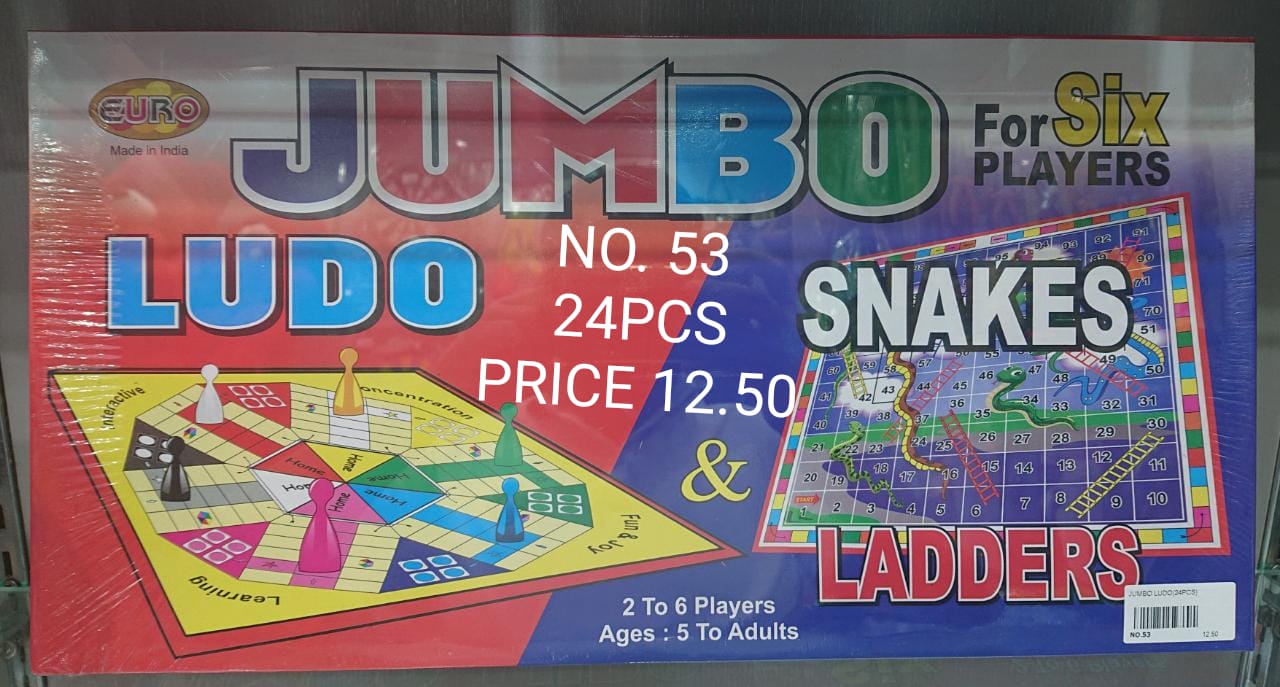 EURO
Made in India
JUMBO
For Six
PLAYERS
LUDO
NO. 53
24PCS
PRICE 12.50
&
SNAKES
LADDERS
Interactive
Concentration
Fun & Joy
Learning
Home
Home
Home
Home
Home
START
2 To 6 Players
Ages : 5 To Adults
JUMBO LUDO(24PCS)
NO.53 12.50